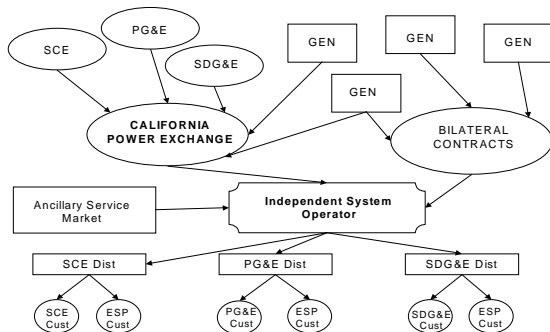 PG&E
SCE
SDG&E
GEN
GEN
GEN
GEN
CALIFORNIA
POWER EXCHANGE
BILATERAL
CONTRACTS
Ancillary Service
Market
Independent System
Operator
SCE Dist
PG&E Dist
SDG&E Dist
SCE
Cust
ESP
Cust
PG&E
Cust
ESP
Cust
SDG&E
Cust
ESP
Cust